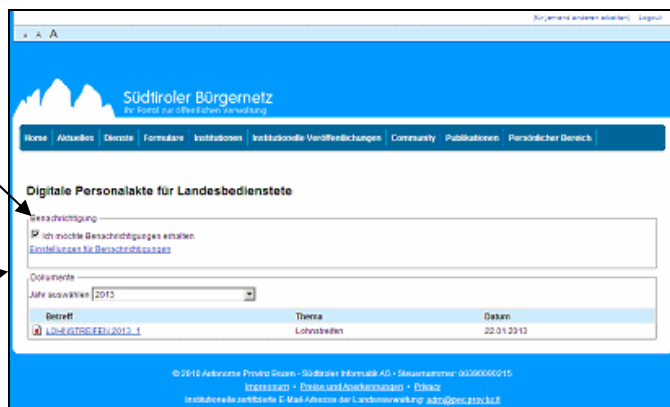 [für jemand anderen arbeiten] Logout
A A A
Südtiroler Bürgernetz
Ihr Portal zur öffentlichen Verwaltung
Home Aktuelles Dienste Formulare Institutionen Institutionelle Veröffentlichungen Community Publikationen Persönlicher Bereich
Digitale Personalakte für Landesbedienstete
Benachrichtigung
Ich möchte Benachrichtigungen erhalten
Einstellungen für Benachrichtigungen
Dokumente
Jahr auswählen 2013
Betreff Thema Datum
LOHNSTREIFEN 2013_1 Lohnstreifen 22.01.2013
© 2010 Autonome Provinz Bozen - Südtiroler Informatik AG • Steuernummer: 00390090215
Impressum • Preise und Anerkennungen • Privacy
Institutionelle zertifizierte E-Mail-Adresse der Landesverwaltung: adm@pec.prov.bz.it